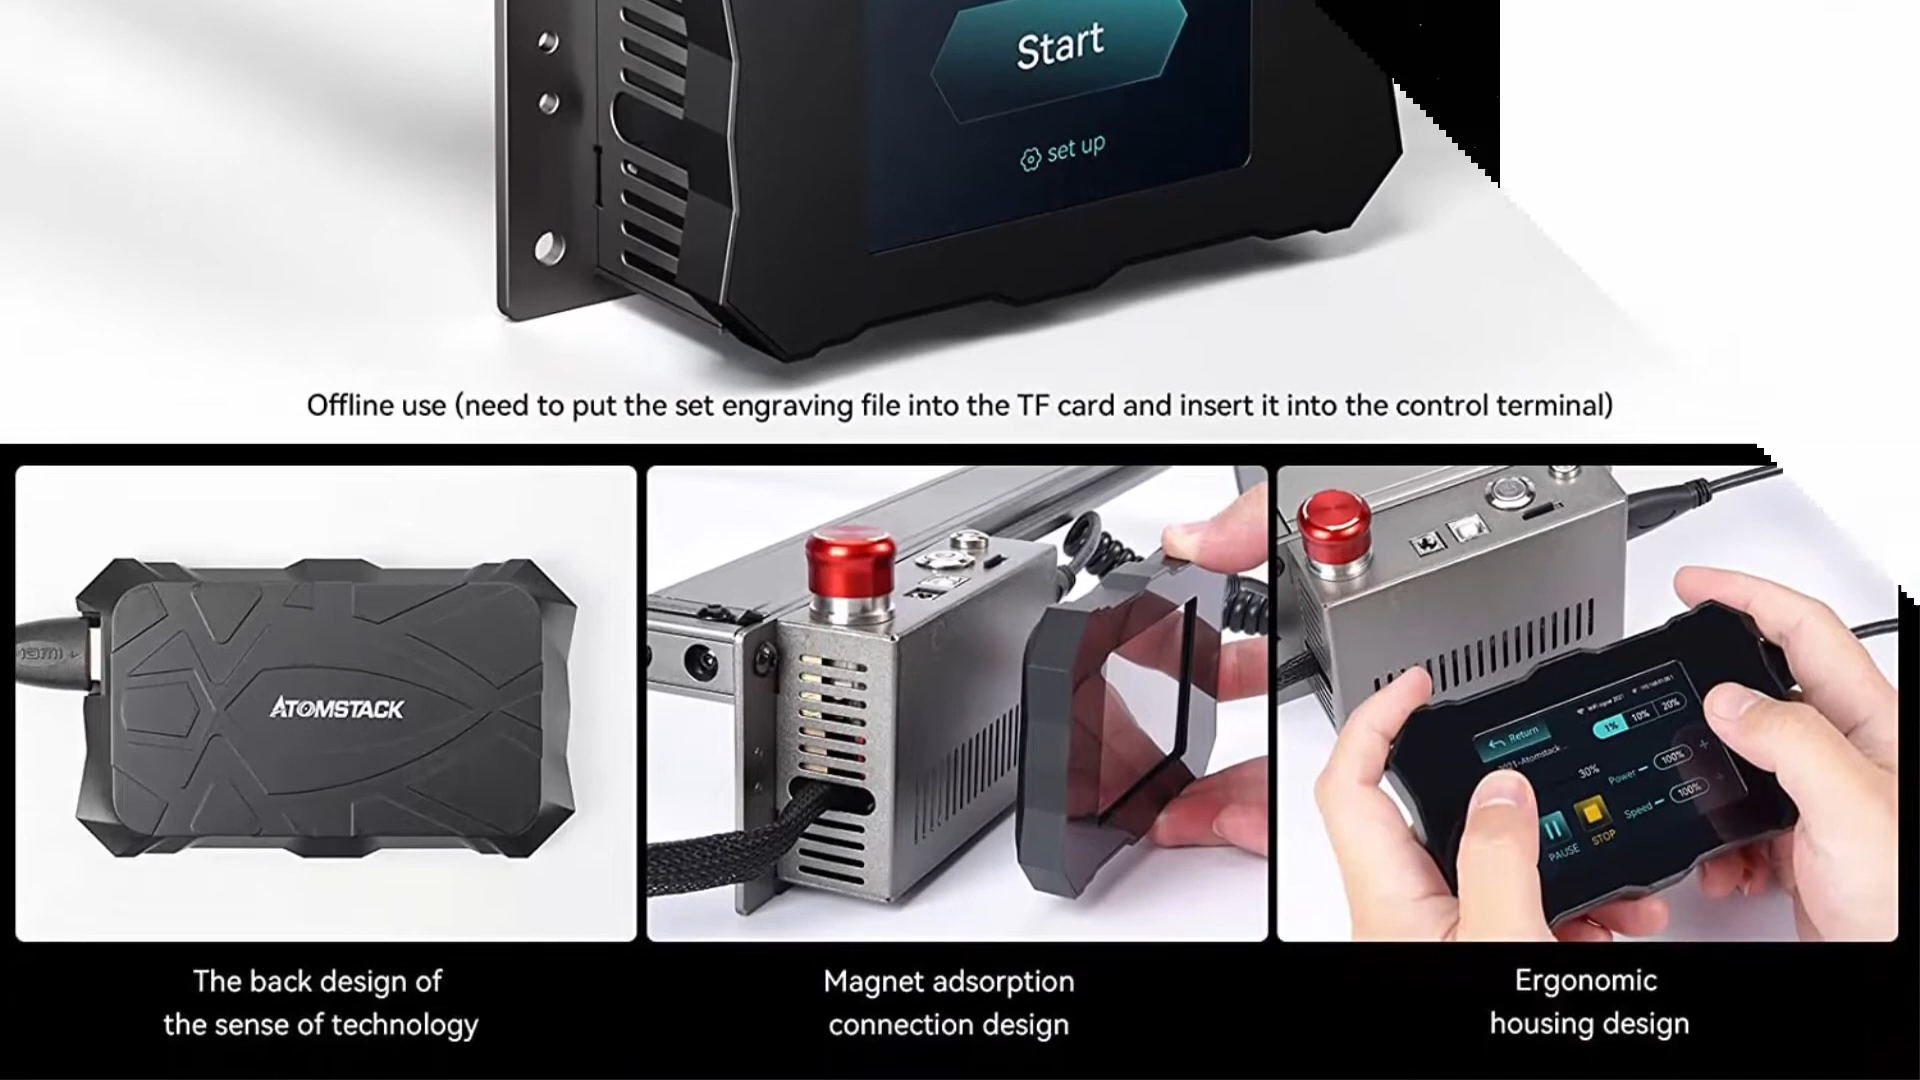 Start
set up
Offline use (need to put the set engraving file into the TF card and insert it into the control terminal)
ATOMSTACK
Return
1% 10% 20%
30%
Power 100%
Speed 100%
PAUSE
STOP
The back design of
the sense of technology
Magnet adsorption
connection design
Ergonomic
housing design